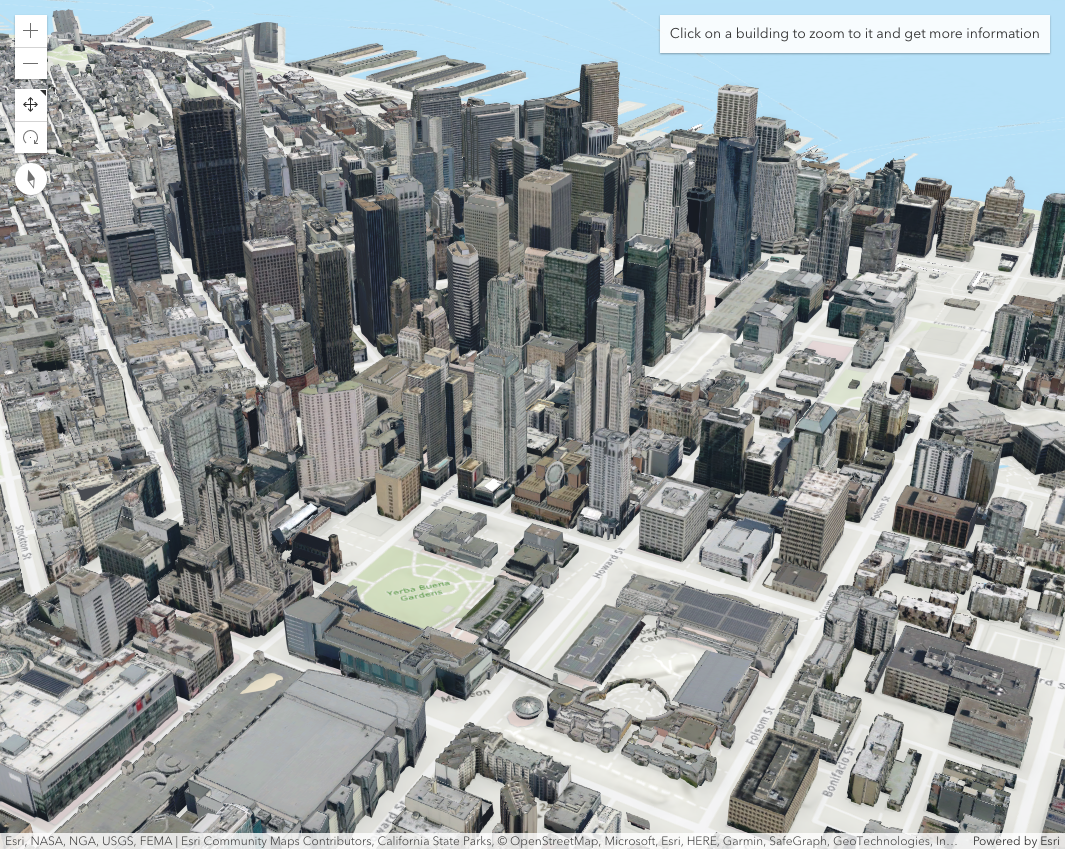 Click on a building to zoom to it and get more information
Stockton St
Yerba Buena
Gardens
Howard St
Folsom St
Folsom St
Bonifacio St
Esri, NASA, NGA, USGS, FEMA | Esri Community Maps Contributors, California State Parks, © OpenStreetMap, Microsoft, Esri, HERE, Garmin, SafeGraph, GeoTechnologies, In... Powered by Esri